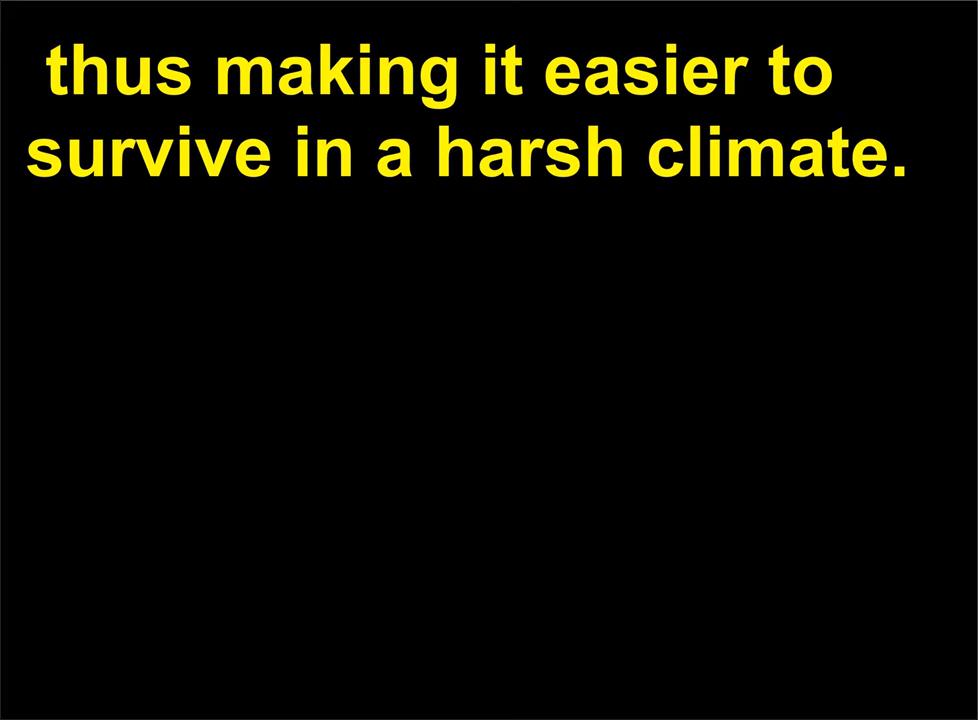 thus making it easier to
survive in a harsh climate.